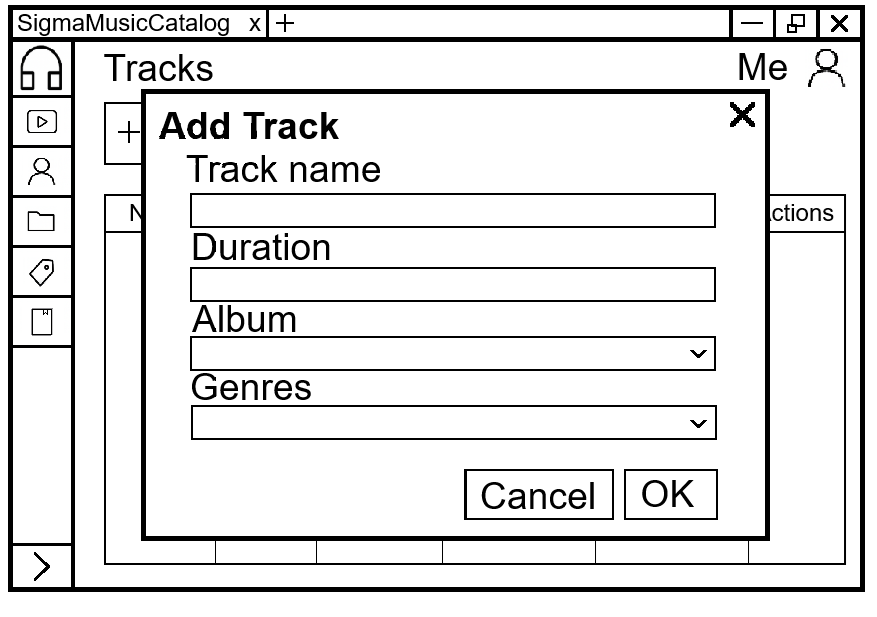 SigmaMusicCatalog x +
Tracks
Me
Add Track
Track name
N
ctions
Duration
Album
Genres
Cancel
OK